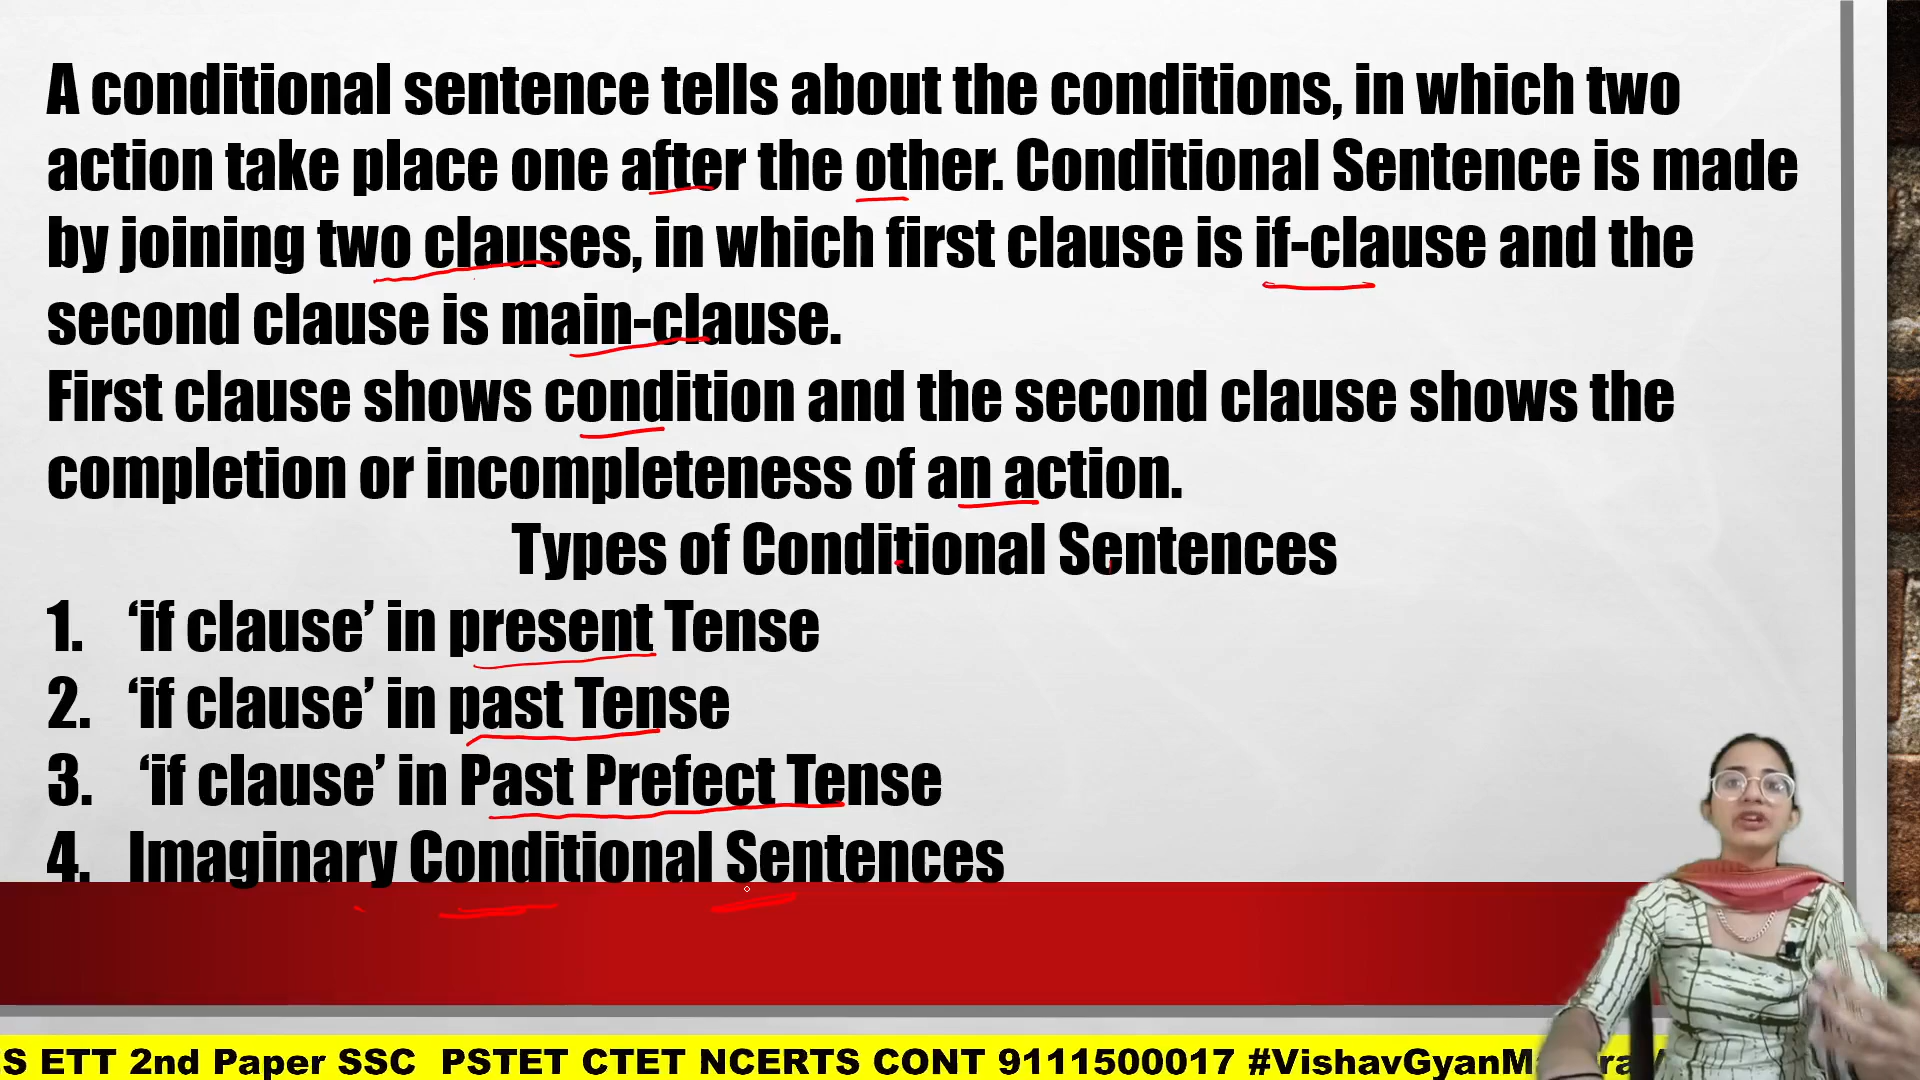 A conditional sentence tells about the conditions, in which two
action take place one after the other. Conditional Sentence is made
by joining two clauses, in which first clause is if-clause and the
second clause is main-clause.
First clause shows condition and the second clause shows the
completion or incompleteness of an action.
Types of Conditional Sentences
1. ‘if clause’ in present Tense
2. ‘if clause’ in past Tense
3. ‘if clause’ in Past Prefect Tense
4. Imaginary Conditional Sentences
S ETT 2nd Paper SSC PSTET CTET NCERTS CONT 9111500017